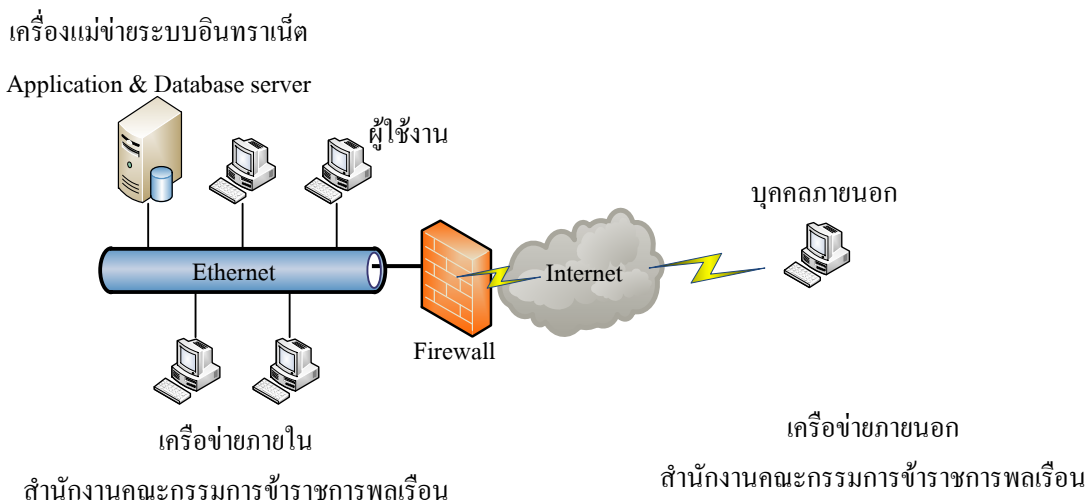 เครื่องแม่ข่ายระบบอินทราเน็ต
Application & Database server
ผู้ใช้งาน
บุคคลภายนอก
Ethernet
Internet
Firewall
เครือข่ายภายใน
สำนักงานคณะกรรมการข้าราชการพลเรือน
เครือข่ายภายนอก
สำนักงานคณะกรรมการข้าราชการพลเรือน